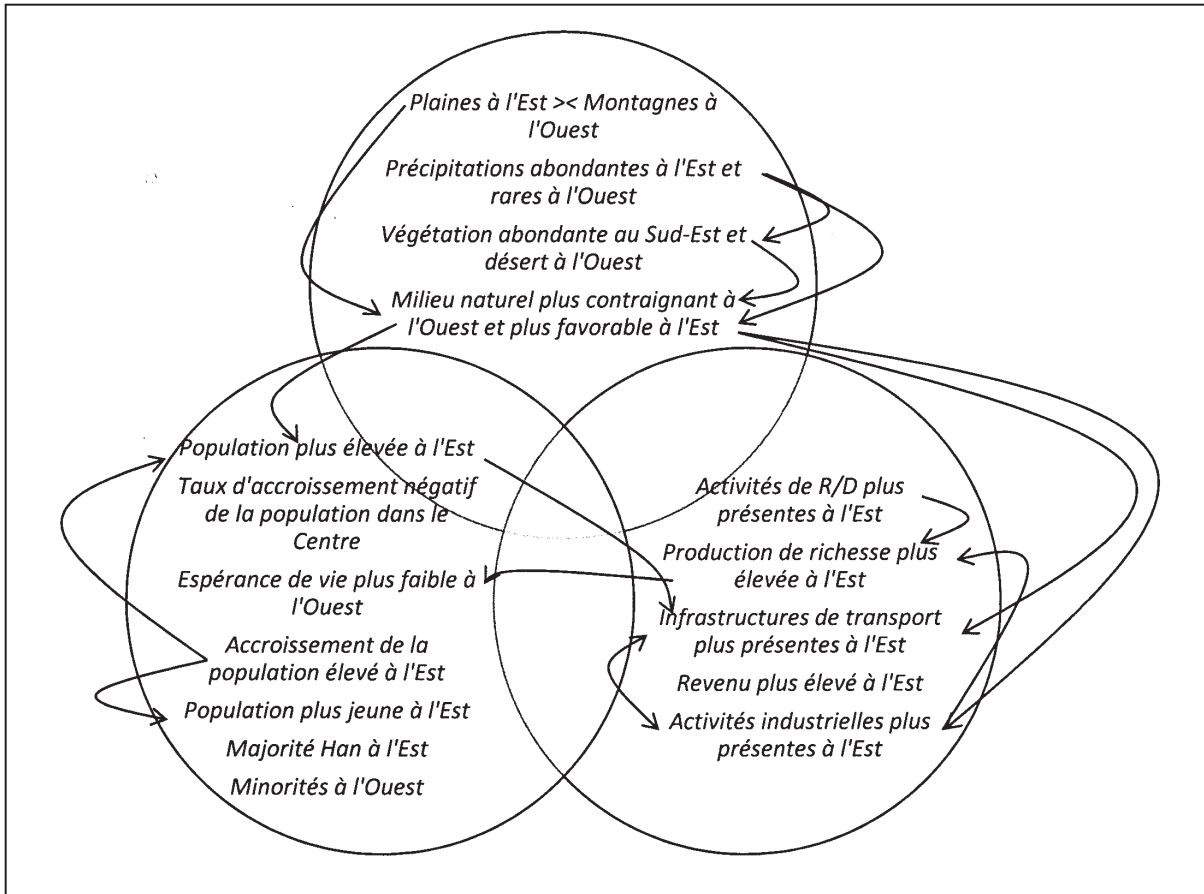 Plaines à l'Est >< Montagnes à
l'Ouest
Précipitations abondantes à l'Est et
rares à l'Ouest
Végétation abondante au Sud-Est et
désert à l'Ouest
Milieu naturel plus contraignant à
l'Ouest et plus favorable à l'Est
Population plus élevée à l'Est
Taux d'accroissement négatif
de la population dans le
Centre
Espérance de vie plus faible à
l'Ouest
Accroissement de la
population élevé à l'Est
Population plus jeune à l'Est
Majorité Han à l'Est
Minorités à l'Ouest
Activités de R/D plus
présentes à l'Est
Production de richesse plus
élevée à l'Est
Infrastructures de transport
plus présentes à l'Est
Revenu plus élevé à l'Est
Activités industrielles plus
présentes à l'Est